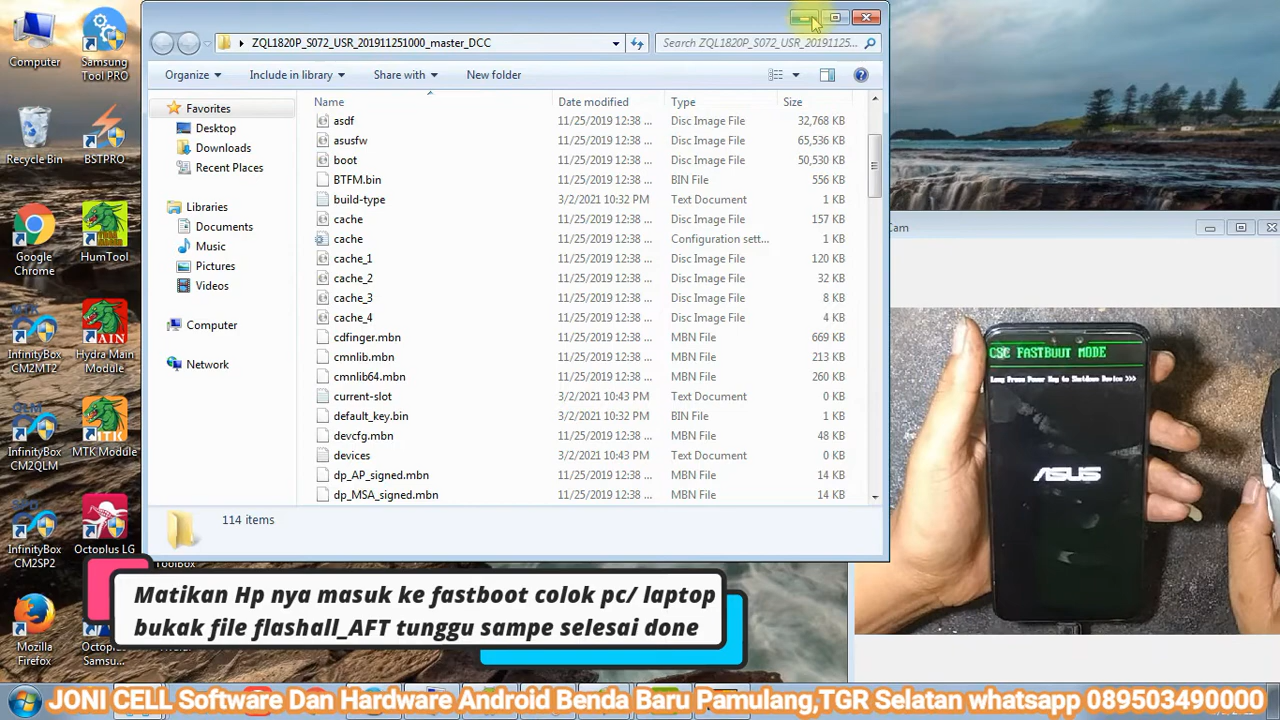 Computer
Samsung
Tool PRO
Recycle Bin
BSTPRO
Google
Chrome
HumTool
InfinityBox
CM2MT2
Hydra Main
Module
InfinityBox
CM2QLM
MTK Module
InfinityBox
CM2SP2
Octoplus LG
ToolBox
Mozilla
Firefox
Octoplus
Samsu...
ZQL1820P_S072_USR_201911251000_master_DCC
Search ZQL1820P_S072_USR_20191125...
Organize
Include in library
Share with
New folder
Favorites
Desktop
Downloads
Recent Places
Libraries
Documents
Music
Pictures
Videos
Computer
Network
Name Date modified Type Size
asdf 11/25/2019 12:38 ... Disc Image File 32,768 KB
asusfw 11/25/2019 12:38 ... Disc Image File 65,536 KB
boot 11/25/2019 12:38 ... Disc Image File 50,530 KB
BTFM.bin 11/25/2019 12:38 ... BIN File 556 KB
build-type 3/2/2021 10:32 PM Text Document 1 KB
cache 11/25/2019 12:38 ... Disc Image File 157 KB
cache 11/25/2019 12:38 ... Configuration sett... 1 KB
cache_1 11/25/2019 12:38 ... Disc Image File 120 KB
cache_2 11/25/2019 12:38 ... Disc Image File 32 KB
cache_3 11/25/2019 12:38 ... Disc Image File 8 KB
cache_4 11/25/2019 12:38 ... Disc Image File 4 KB
cdfinger.mbn 11/25/2019 12:38 ... MBN File 669 KB
cmnlib.mbn 11/25/2019 12:38 ... MBN File 213 KB
cmnlib64.mbn 11/25/2019 12:38 ... MBN File 260 KB
current-slot 3/2/2021 10:43 PM Text Document 0 KB
default_key.bin 3/2/2021 10:32 PM BIN File 1 KB
devcfg.mbn 11/25/2019 12:38 ... MBN File 48 KB
devices 3/2/2021 10:43 PM Text Document 0 KB
dp_AP_signed.mbn 11/25/2019 12:38 ... MBN File 14 KB
dp_MSA_signed.mbn 11/25/2019 12:38 ... MBN File 14 KB
114 items
Cam
CSC FASTBOOT MODE
Long Press Power Key to Shutdown Device >>>
ASUS
Matikan Hp nya masuk ke fastboot colok pc/ laptop
bukak file flashall_AFT tunggu sampe selesai done
JONI CELL Software Dan Hardware Android Benda Baru Pamulang,TGR Selatan whatsapp 089503490000